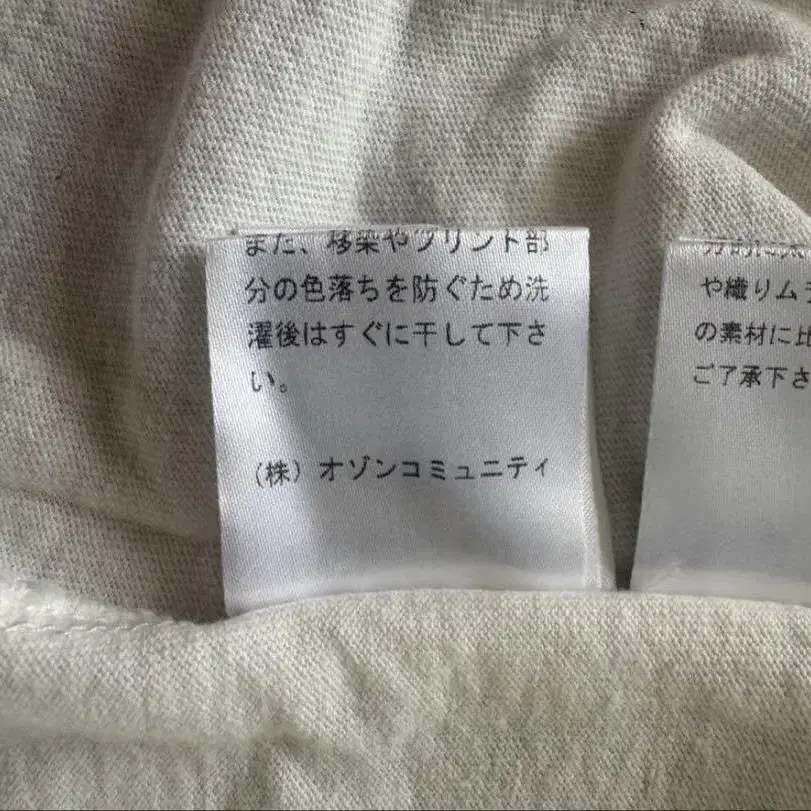 また、移染やプリント部
分の色落ちを防ぐため洗
濯後はすぐに干して下さ
い。
(株) オゾンコミュニティ
や織りムラ
の素材に比
ご了承下さ